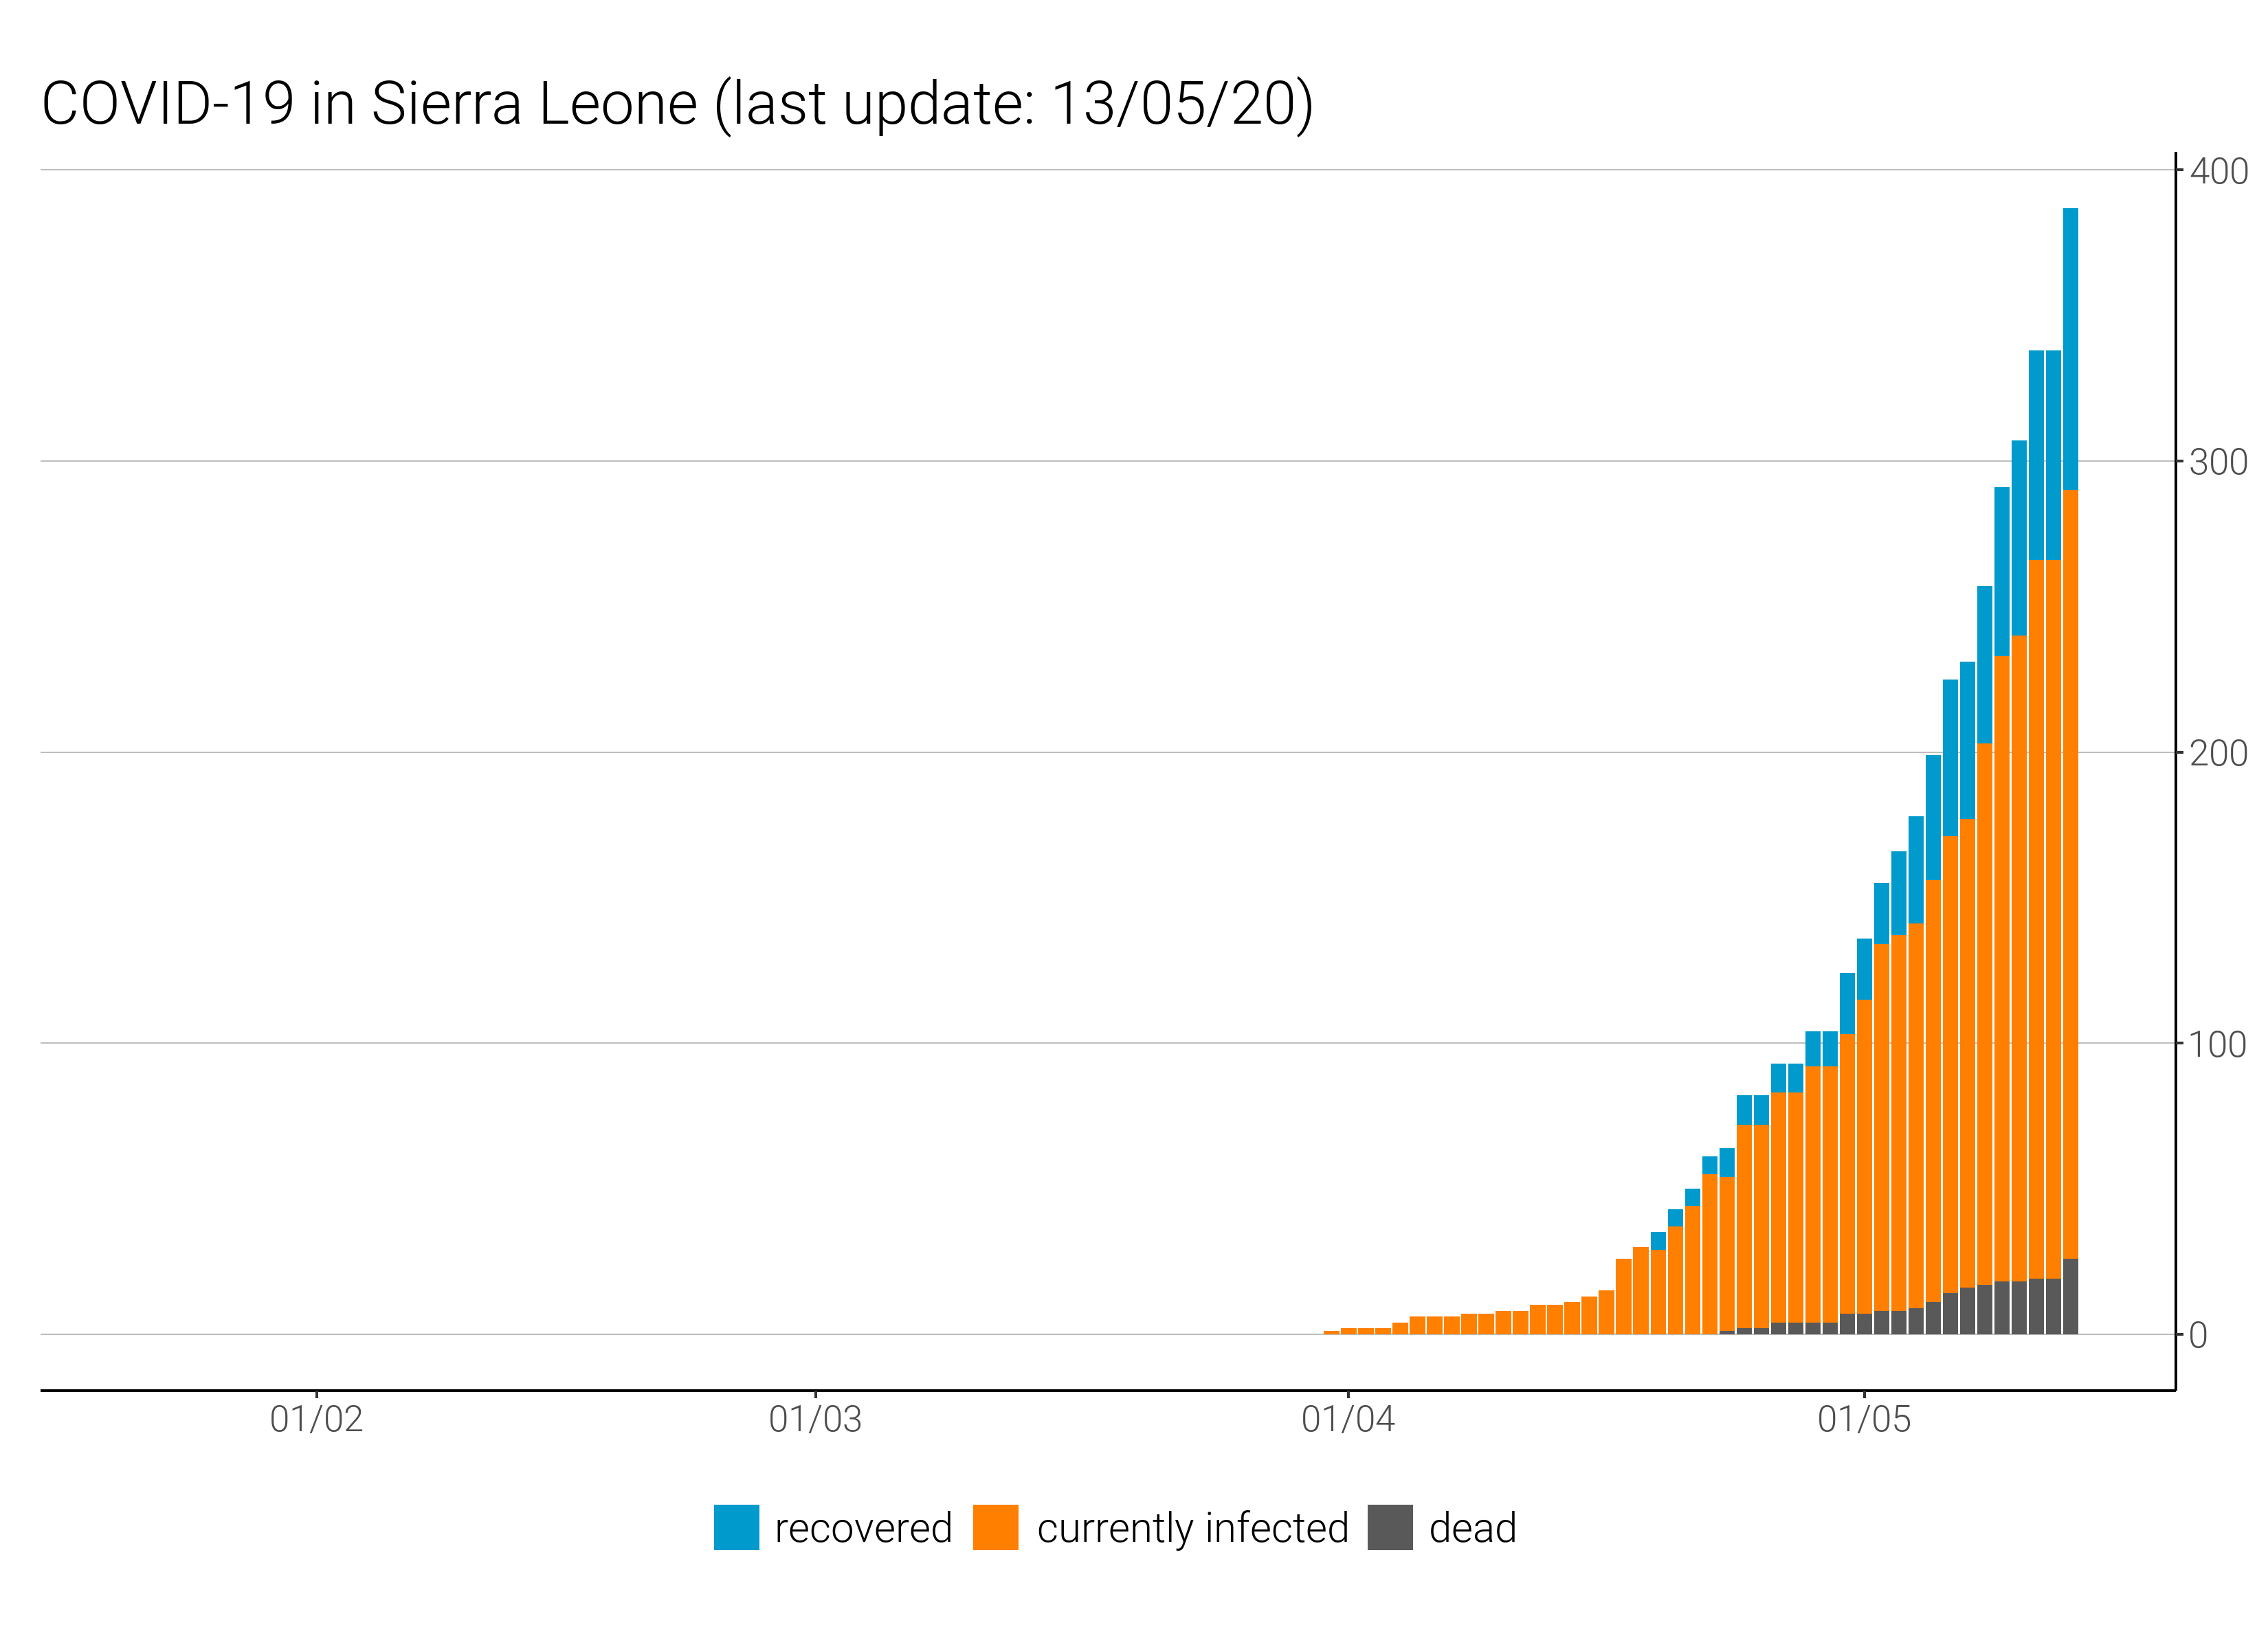 COVID-19 in Sierra Leone (last update: 13/05/20)
400
300
200
100
0
01/02 01/03 01/04 01/05
recovered currently infected dead